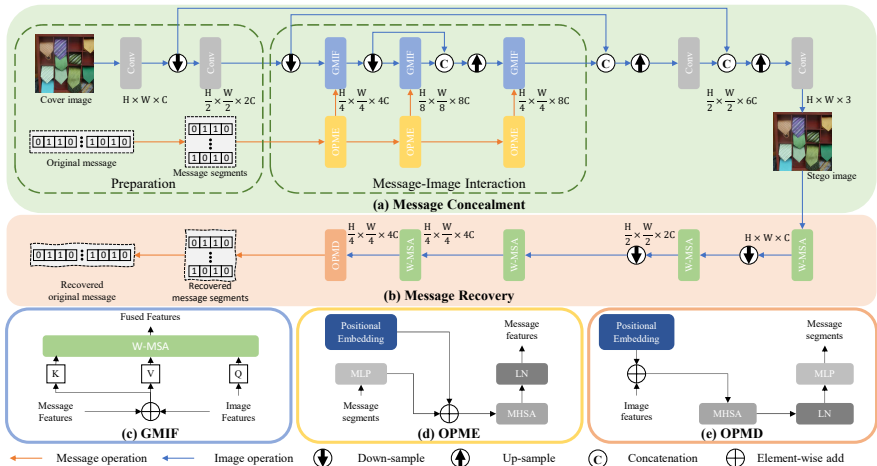 Conv
Conv
GMIF
GMIF
C
GMIF
C
Conv
C
Conv
Cover image
H × W × C
H/2 × W/2 × 2C
H/4 × W/4 × 4C
H/8 × W/8 × 8C
H/4 × W/4 × 8C
H/2 × W/2 × 6C
H × W × 3
0 1 1 0 1 0 1 0
Original message
0 1 1 0
1 0 1 0
Message segments
OPME
OPME
OPME
Stego image
Preparation
Message-Image Interaction
(a) Message Concealment
H/4 × W/4 × 4C
H/4 × W/4 × 4C
H/2 × W/2 × 2C
H × W × C
0 1 1 0 1 0 1 0
Recovered
original message
0 1 1 0
1 0 1 0
Recovered
message segments
OPMD
W-MSA
W-MSA
W-MSA
W-MSA
(b) Message Recovery
Fused Features
W-MSA
K
V
Q
Message
Features
Image
Features
(c) GMIF
Positional
Embedding
Message
features
MLP
LN
Message
segments
MHSA
(d) OPME
Positional
Embedding
Message
segments
MLP
Image
features
MHSA
LN
(e) OPMD
Message operation
Image operation
Down-sample
Up-sample
C
Concatenation
Element-wise add